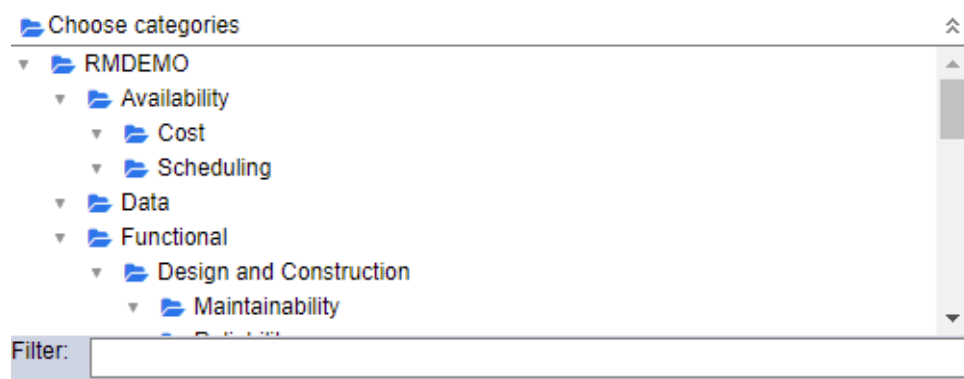 Choose categories
RMDEMO
Availability
Cost
Scheduling
Data
Functional
Design and Construction
Maintainability
Filter: